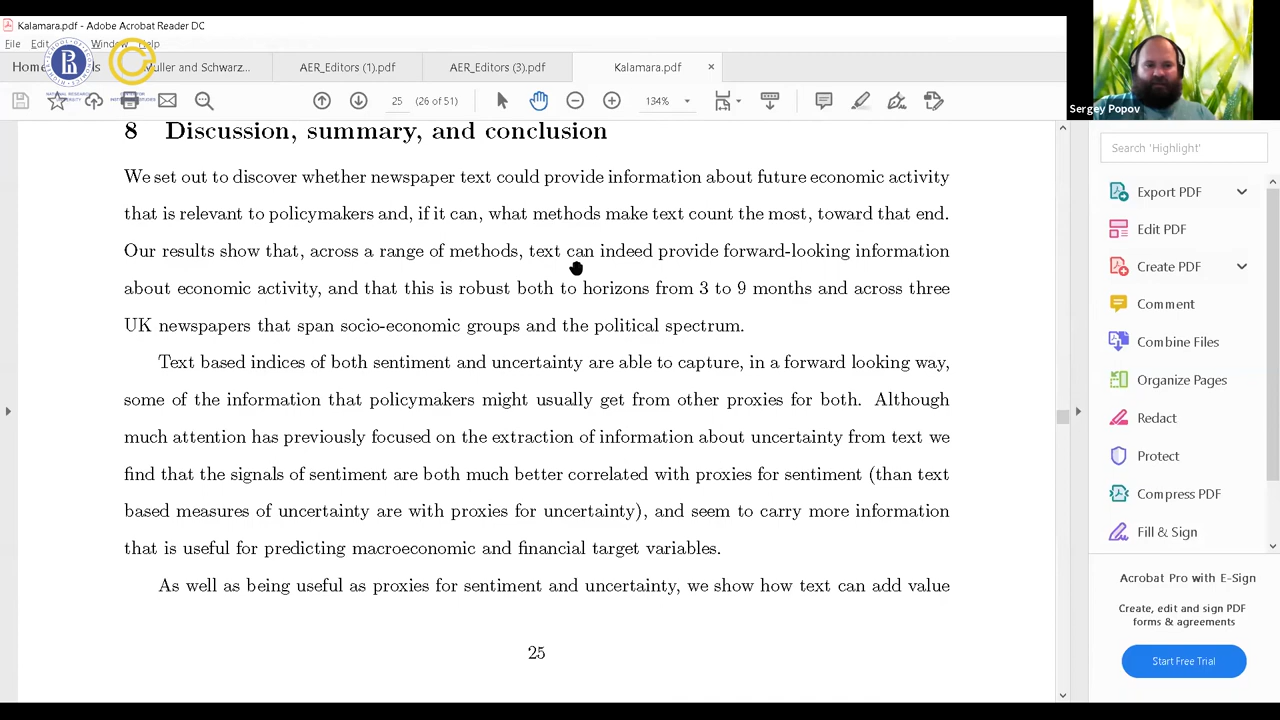 Kalamara.pdf - Adobe Acrobat Reader DC
File Edit Window Help
Muller and Schwarz... AER_Editors (1).pdf AER_Editors (3).pdf Kalamara.pdf ×
25 (26 of 51) 134%
Sergey Popov
8 Discussion, summary, and conclusion
We set out to discover whether newspaper text could provide information about future economic activity
that is relevant to policymakers and, if it can, what methods make text count the most, toward that end.
Our results show that, across a range of methods, text can indeed provide forward-looking information
about economic activity, and that this is robust both to horizons from 3 to 9 months and across three
UK newspapers that span socio-economic groups and the political spectrum.
Text based indices of both sentiment and uncertainty are able to capture, in a forward looking way,
some of the information that policymakers might usually get from other proxies for both. Although
much attention has previously focused on the extraction of information about uncertainty from text we
find that the signals of sentiment are both much better correlated with proxies for sentiment (than text
based measures of uncertainty are with proxies for uncertainty), and seem to carry more information
that is useful for predicting macroeconomic and financial target variables.
As well as being useful as proxies for sentiment and uncertainty, we show how text can add value
25
Search 'Highlight'
Export PDF
Edit PDF
Create PDF
Comment
Combine Files
Organize Pages
Redact
Protect
Compress PDF
Fill & Sign
Acrobat Pro with E-Sign
Create, edit and sign PDF
forms & agreements
Start Free Trial